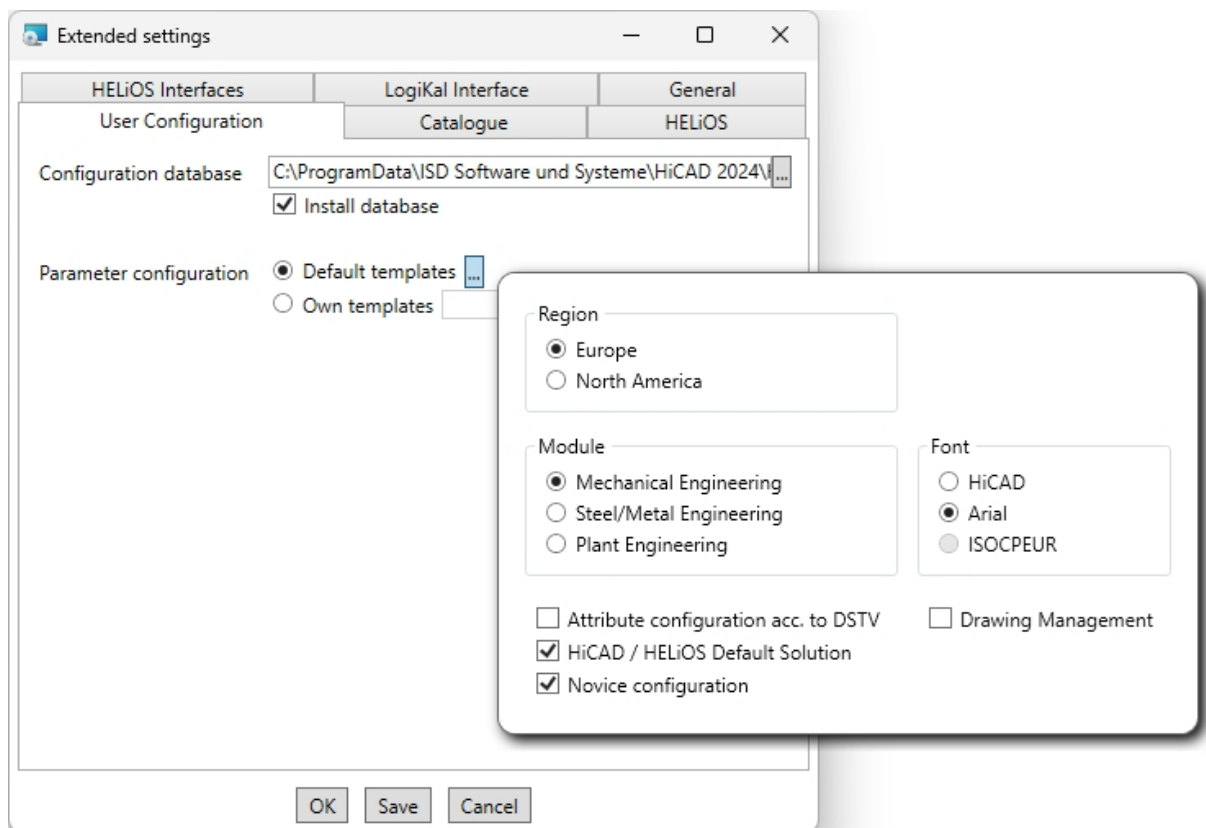 Extended settings
HELiOS Interfaces
LogiKal Interface
General
User Configuration
Catalogue
HELiOS
Configuration database
C:\ProgramData\ISD Software und Systeme\HiCAD 2024\
...
Install database
Parameter configuration
Default templates ...
Own templates
Region
Europe
North America
Module
Mechanical Engineering
Steel/Metal Engineering
Plant Engineering
Font
HiCAD
Arial
ISOCPEUR
Attribute configuration acc. to DSTV
Drawing Management
HiCAD / HELiOS Default Solution
Novice configuration
OK
Save
Cancel